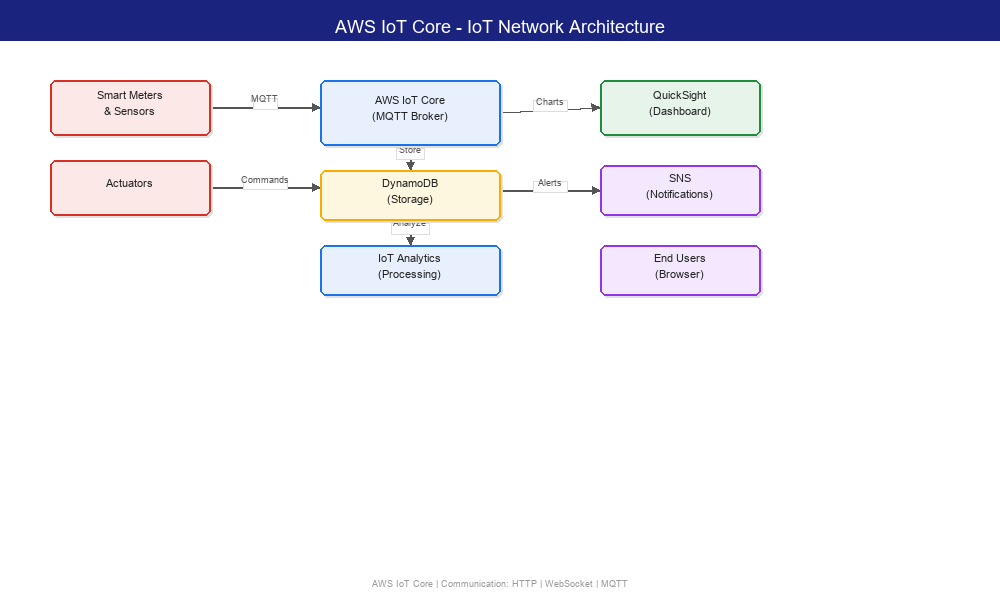 AWS IoT Core - IoT Network Architecture
Smart Meters
& Sensors
MQTT
AWS IoT Core
(MQTT Broker)
Charts
QuickSight
(Dashboard)
Store
Actuators
Commands
DynamoDB
(Storage)
Alerts
SNS
(Notifications)
Analyze
IoT Analytics
(Processing)
End Users
(Browser)
AWS IoT Core | Communication: HTTP | WebSocket | MQTT